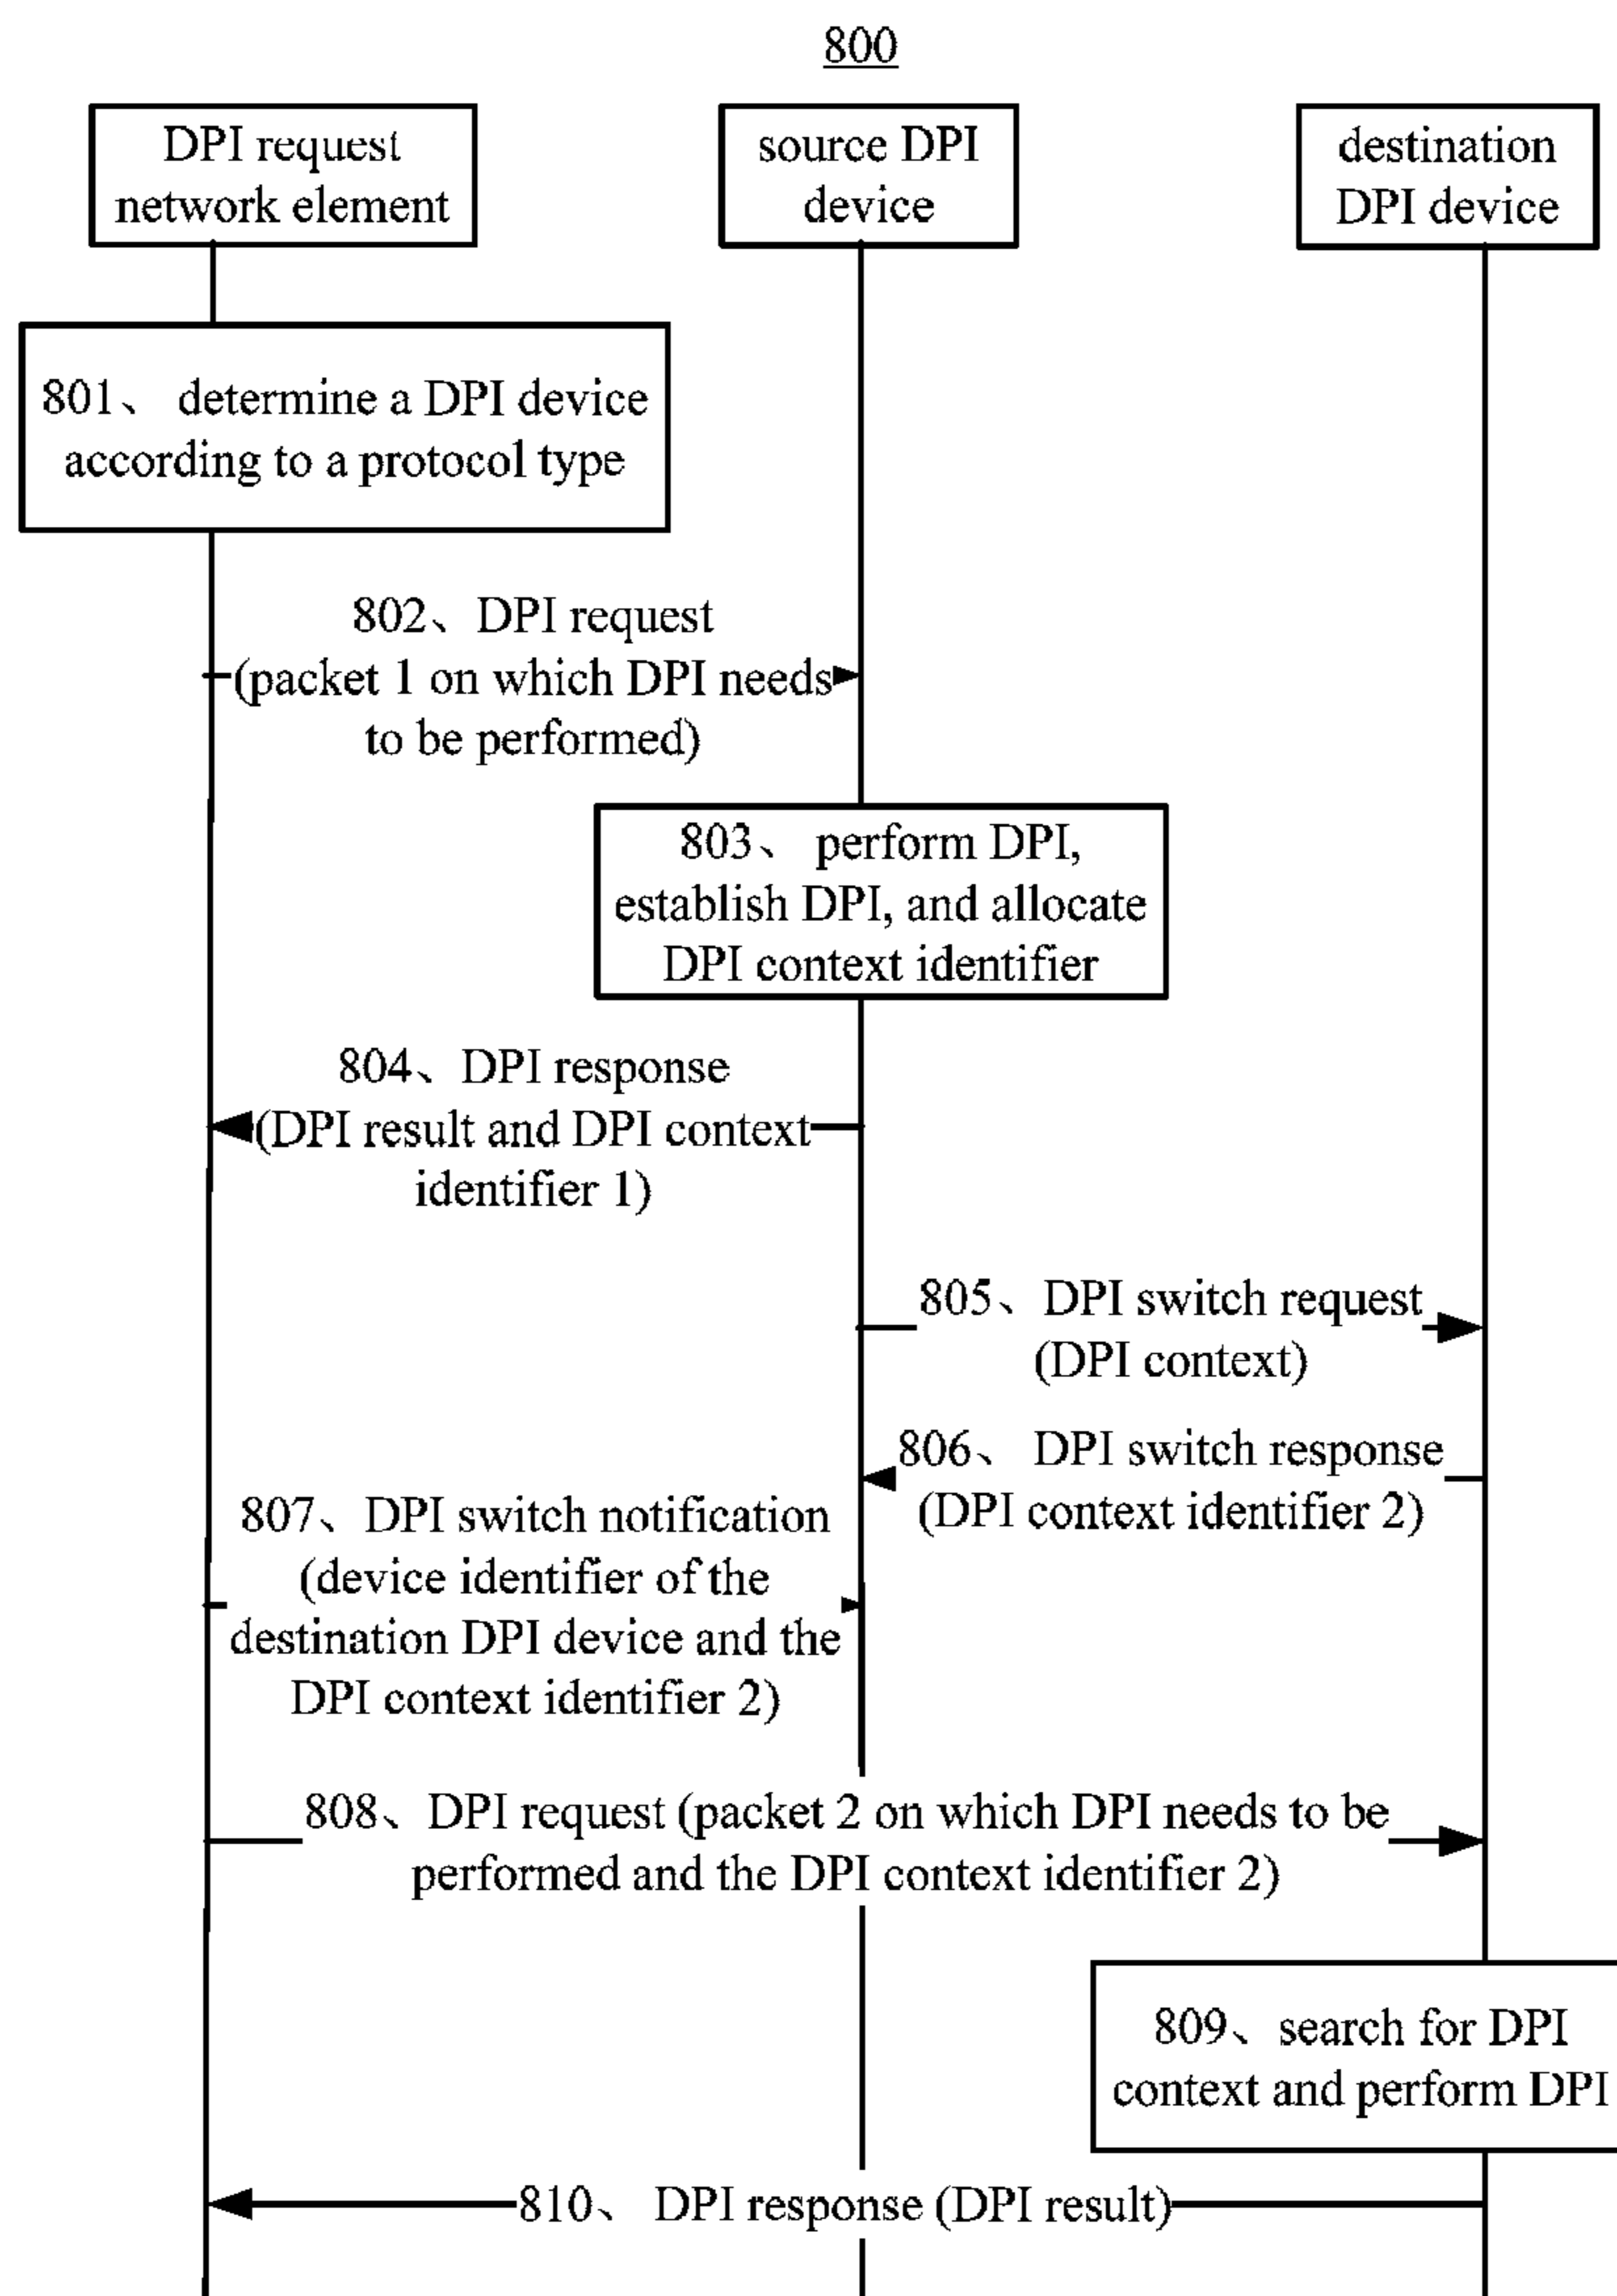 800
DPI request
network element
source DPI
device
destination
DPI device
801、 determine a DPI device
according to a protocol type
802、DPI request
(packet 1 on which DPI needs
to be performed)
803、 perform DPI,
establish DPI, and allocate
DPI context identifier
804、DPI response
(DPI result and DPI context
identifier 1)
805、DPI switch request
(DPI context)
806、 DPI switch response
(DPI context identifier 2)
807、DPI switch notification
(device identifier of the
destination DPI device and the
DPI context identifier 2)
808、DPI request (packet 2 on which DPI needs to be
performed and the DPI context identifier 2)
809、search for DPI
context and perform DPI
810、 DPI response (DPI result)